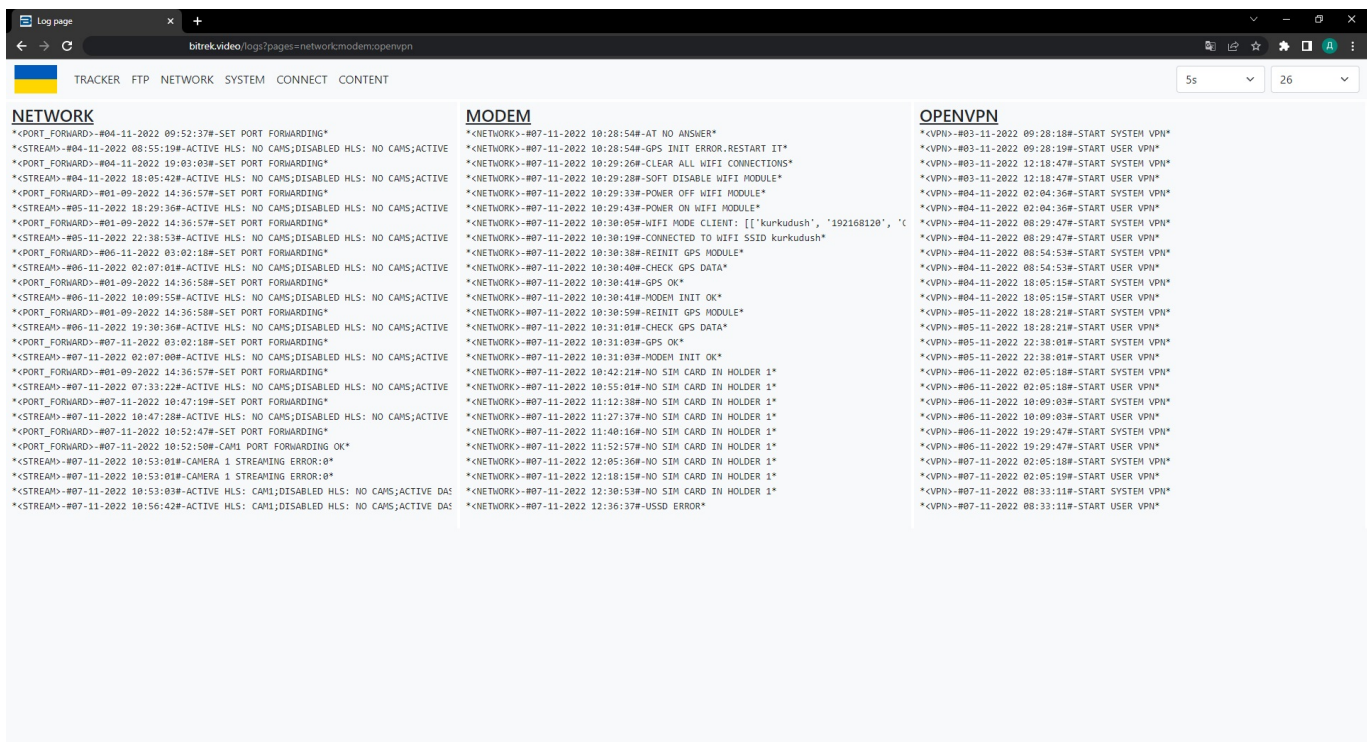 Log page
bitrek.video/logs?pages=network;modem;openvpn
TRACKER FTP NETWORK SYSTEM CONNECT CONTENT
5s
26
NETWORK
*<PORT_FORWARD>-#04-11-2022 09:52:37#-SET PORT FORWARDING*
*<STREAM>-#04-11-2022 08:55:19#-ACTIVE HLS: NO CAMS;DISABLED HLS: NO CAMS;ACTIVE
*<PORT_FORWARD>-#04-11-2022 19:03:03#-SET PORT FORWARDING*
*<STREAM>-#04-11-2022 18:05:42#-ACTIVE HLS: NO CAMS;DISABLED HLS: NO CAMS;ACTIVE
*<PORT_FORWARD>-#01-09-2022 14:36:57#-SET PORT FORWARDING*
*<STREAM>-#05-11-2022 18:29:36#-ACTIVE HLS: NO CAMS;DISABLED HLS: NO CAMS;ACTIVE
*<PORT_FORWARD>-#01-09-2022 14:36:57#-SET PORT FORWARDING*
*<STREAM>-#05-11-2022 22:38:53#-ACTIVE HLS: NO CAMS;DISABLED HLS: NO CAMS;ACTIVE
*<PORT_FORWARD>-#06-11-2022 03:02:18#-SET PORT FORWARDING*
*<STREAM>-#06-11-2022 02:07:01#-ACTIVE HLS: NO CAMS;DISABLED HLS: NO CAMS;ACTIVE
*<PORT_FORWARD>-#01-09-2022 14:36:58#-SET PORT FORWARDING*
*<STREAM>-#06-11-2022 10:09:55#-ACTIVE HLS: NO CAMS;DISABLED HLS: NO CAMS;ACTIVE
*<PORT_FORWARD>-#01-09-2022 14:36:58#-SET PORT FORWARDING*
*<STREAM>-#06-11-2022 19:30:36#-ACTIVE HLS: NO CAMS;DISABLED HLS: NO CAMS;ACTIVE
*<PORT_FORWARD>-#07-11-2022 03:02:18#-SET PORT FORWARDING*
*<STREAM>-#07-11-2022 02:07:00#-ACTIVE HLS: NO CAMS;DISABLED HLS: NO CAMS;ACTIVE
*<PORT_FORWARD>-#01-09-2022 14:36:57#-SET PORT FORWARDING*
*<STREAM>-#07-11-2022 07:33:22#-ACTIVE HLS: NO CAMS;DISABLED HLS: NO CAMS;ACTIVE
*<PORT_FORWARD>-#07-11-2022 10:47:19#-SET PORT FORWARDING*
*<STREAM>-#07-11-2022 10:47:28#-ACTIVE HLS: NO CAMS;DISABLED HLS: NO CAMS;ACTIVE
*<PORT_FORWARD>-#07-11-2022 10:52:47#-SET PORT FORWARDING*
*<PORT_FORWARD>-#07-11-2022 10:52:50#-CAM1 PORT FORWARDING OK*
*<STREAM>-#07-11-2022 10:53:01#-CAMERA 1 STREAMING ERROR:0*
*<STREAM>-#07-11-2022 10:53:01#-CAMERA 1 STREAMING ERROR:0*
*<STREAM>-#07-11-2022 10:53:03#-ACTIVE HLS: CAM1;DISABLED HLS: NO CAMS;ACTIVE DAS
*<STREAM>-#07-11-2022 10:56:42#-ACTIVE HLS: CAM1;DISABLED HLS: NO CAMS;ACTIVE DAS
MODEM
*<NETWORK>-#07-11-2022 10:28:54#-AT NO ANSWER*
*<NETWORK>-#07-11-2022 10:28:54#-GPS INIT ERROR.RESTART IT*
*<NETWORK>-#07-11-2022 10:29:26#-CLEAR ALL WIFI CONNECTIONS*
*<NETWORK>-#07-11-2022 10:29:28#-SOFT DISABLE WIFI MODULE*
*<NETWORK>-#07-11-2022 10:29:33#-POWER OFF WIFI MODULE*
*<NETWORK>-#07-11-2022 10:29:43#-POWER ON WIFI MODULE*
*<NETWORK>-#07-11-2022 10:30:05#-WIFI MODE CLIENT: [['kurkudush', '192168120', '
*<NETWORK>-#07-11-2022 10:30:19#-CONNECTED TO WIFI SSID kurkudush*
*<NETWORK>-#07-11-2022 10:30:38#-REINIT GPS MODULE*
*<NETWORK>-#07-11-2022 10:30:40#-CHECK GPS DATA*
*<NETWORK>-#07-11-2022 10:30:41#-GPS OK*
*<NETWORK>-#07-11-2022 10:30:41#-MODEM INIT OK*
*<NETWORK>-#07-11-2022 10:30:59#-REINIT GPS MODULE*
*<NETWORK>-#07-11-2022 10:31:01#-CHECK GPS DATA*
*<NETWORK>-#07-11-2022 10:31:03#-GPS OK*
*<NETWORK>-#07-11-2022 10:31:03#-MODEM INIT OK*
*<NETWORK>-#07-11-2022 10:42:21#-NO SIM CARD IN HOLDER 1*
*<NETWORK>-#07-11-2022 10:55:01#-NO SIM CARD IN HOLDER 1*
*<NETWORK>-#07-11-2022 11:12:38#-NO SIM CARD IN HOLDER 1*
*<NETWORK>-#07-11-2022 11:27:37#-NO SIM CARD IN HOLDER 1*
*<NETWORK>-#07-11-2022 11:40:16#-NO SIM CARD IN HOLDER 1*
*<NETWORK>-#07-11-2022 11:52:57#-NO SIM CARD IN HOLDER 1*
*<NETWORK>-#07-11-2022 12:05:36#-NO SIM CARD IN HOLDER 1*
*<NETWORK>-#07-11-2022 12:18:15#-NO SIM CARD IN HOLDER 1*
*<NETWORK>-#07-11-2022 12:30:53#-NO SIM CARD IN HOLDER 1*
*<NETWORK>-#07-11-2022 12:36:37#-USSD ERROR*
OPENVPN
*<VPN>-#03-11-2022 09:28:18#-START SYSTEM VPN*
*<VPN>-#03-11-2022 09:28:19#-START USER VPN*
*<VPN>-#03-11-2022 12:18:47#-START SYSTEM VPN*
*<VPN>-#03-11-2022 12:18:47#-START USER VPN*
*<VPN>-#04-11-2022 02:04:36#-START SYSTEM VPN*
*<VPN>-#04-11-2022 02:04:36#-START USER VPN*
*<VPN>-#04-11-2022 08:29:47#-START SYSTEM VPN*
*<VPN>-#04-11-2022 08:29:47#-START USER VPN*
*<VPN>-#04-11-2022 08:54:53#-START SYSTEM VPN*
*<VPN>-#04-11-2022 08:54:53#-START USER VPN*
*<VPN>-#04-11-2022 18:05:15#-START SYSTEM VPN*
*<VPN>-#04-11-2022 18:05:15#-START USER VPN*
*<VPN>-#05-11-2022 18:28:21#-START SYSTEM VPN*
*<VPN>-#05-11-2022 18:28:21#-START USER VPN*
*<VPN>-#05-11-2022 22:38:01#-START SYSTEM VPN*
*<VPN>-#05-11-2022 22:38:01#-START USER VPN*
*<VPN>-#06-11-2022 02:05:18#-START SYSTEM VPN*
*<VPN>-#06-11-2022 02:05:18#-START USER VPN*
*<VPN>-#06-11-2022 10:09:03#-START SYSTEM VPN*
*<VPN>-#06-11-2022 10:09:03#-START USER VPN*
*<VPN>-#06-11-2022 19:29:47#-START SYSTEM VPN*
*<VPN>-#06-11-2022 19:29:47#-START USER VPN*
*<VPN>-#07-11-2022 02:05:18#-START SYSTEM VPN*
*<VPN>-#07-11-2022 02:05:19#-START USER VPN*
*<VPN>-#07-11-2022 08:33:11#-START SYSTEM VPN*
*<VPN>-#07-11-2022 08:33:11#-START USER VPN*